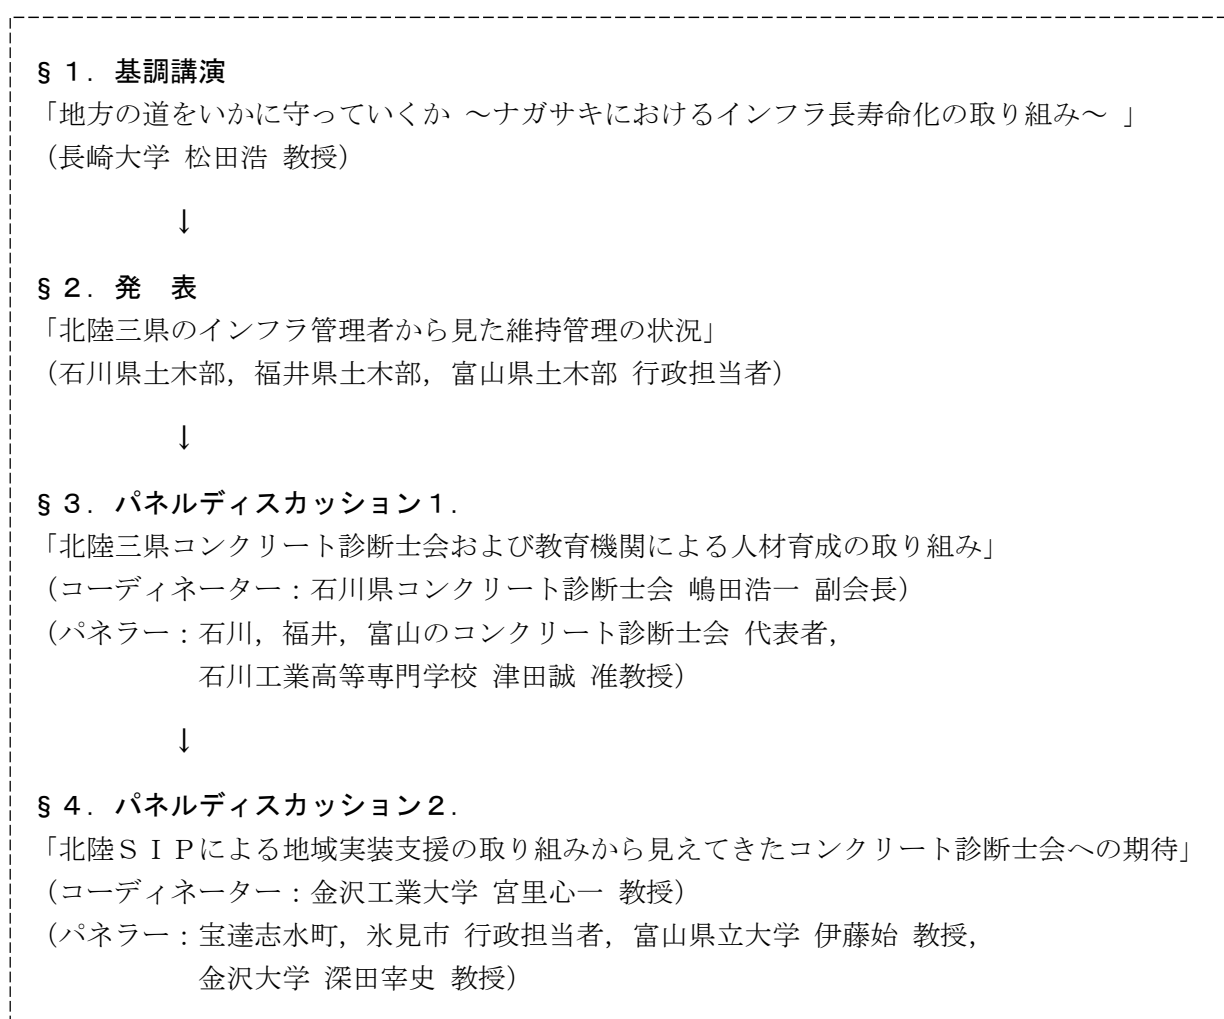 §１．基調講演
「地方の道をいかに守っていくか ～ナガサキにおけるインフラ長寿命化の取り組み～ 」
（長崎大学 松田浩 教授）
↓
§２．発　表
「北陸三県のインフラ管理者から見た維持管理の状況」
（石川県土木部，福井県土木部，富山県土木部 行政担当者）
↓
§３．パネルディスカッション１．
「北陸三県コンクリート診断士会および教育機関による人材育成の取り組み」
（コーディネーター：石川県コンクリート診断士会 嶋田浩一 副会長）
（パネラー：石川，福井，富山のコンクリート診断士会 代表者，
石川工業高等専門学校 津田誠 准教授）
↓
§４．パネルディスカッション２．
「北陸ＳＩＰによる地域実装支援の取り組みから見えてきたコンクリート診断士会への期待」
（コーディネーター：金沢工業大学 宮里心一 教授）
（パネラー：宝達志水町，氷見市 行政担当者，富山県立大学 伊藤始 教授，
金沢大学 深田宰史 教授）